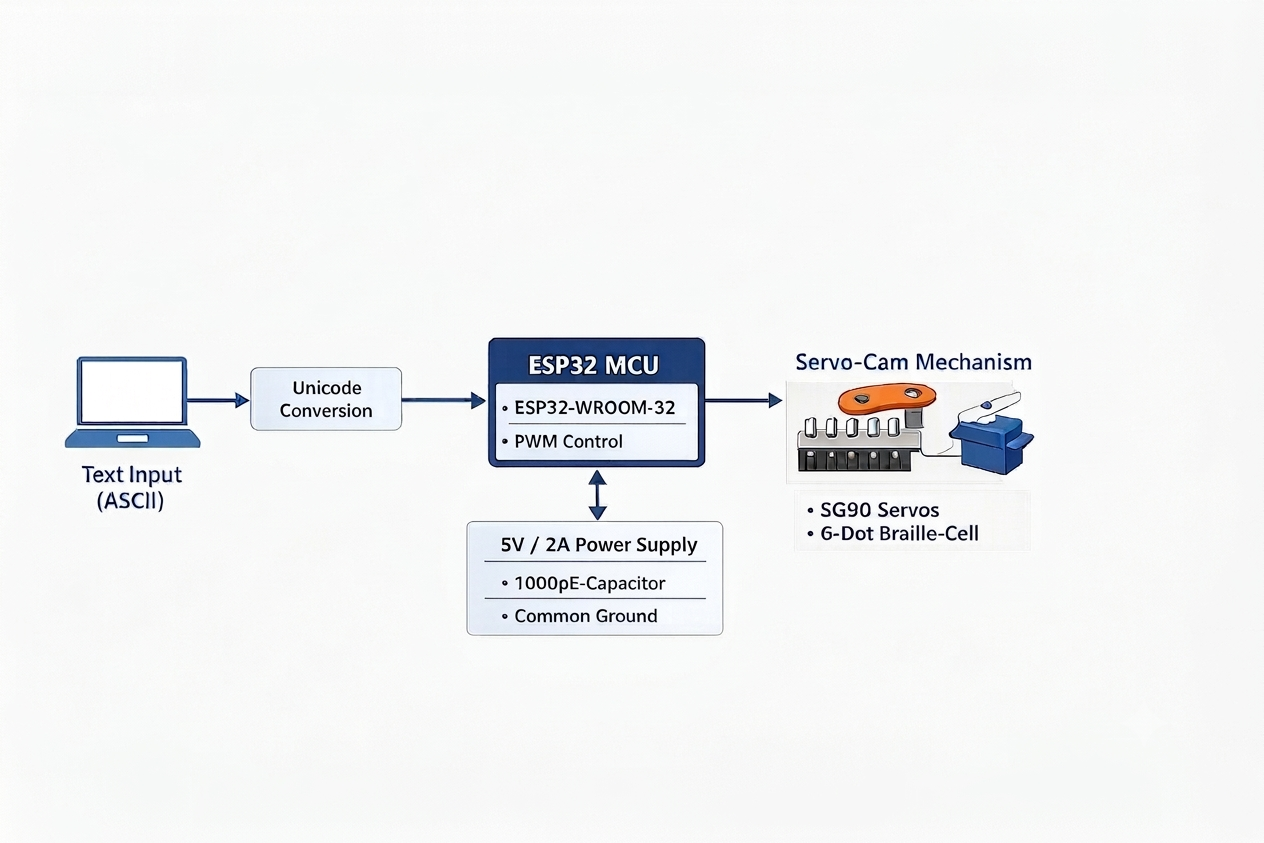 Text Input
(ASCII)
Unicode
Conversion
ESP32 MCU
• ESP32-WROOM-32
• PWM Control
5V / 2A Power Supply
• 1000pE-Capacitor
• Common Ground
Servo-Cam Mechanism
• SG90 Servos
• 6-Dot Braille-Cell